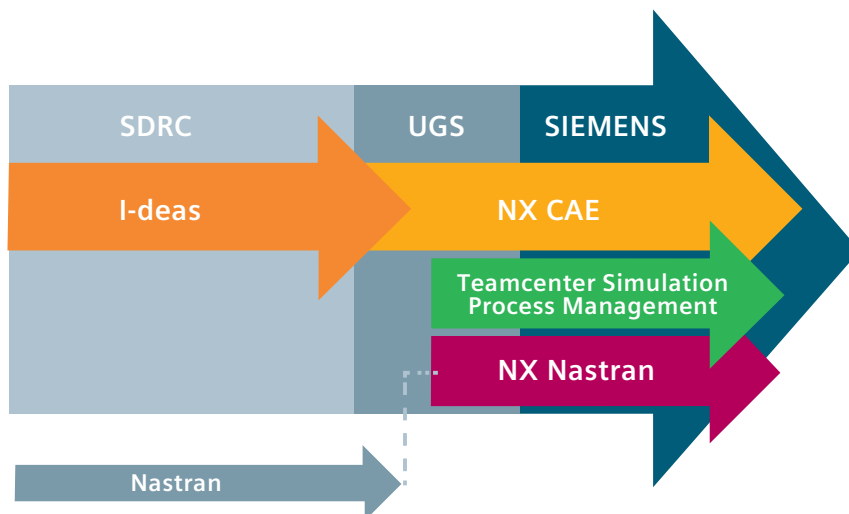 SDRC
UGS
SIEMENS
I-deas
NX CAE
Teamcenter Simulation
Process Management
NX Nastran
Nastran